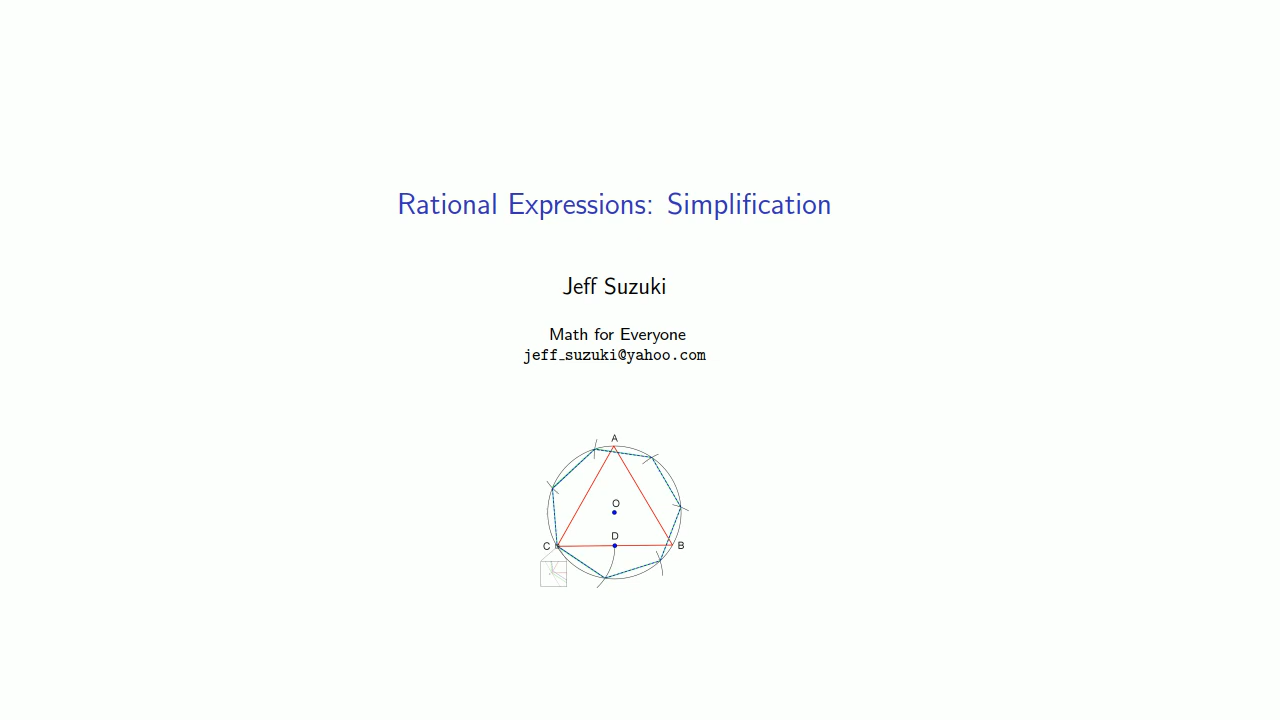 Rational Expressions: Simplification
Jeff Suzuki
Math for Everyone
jeff_suzuki@yahoo.com
A
O
D
C
B